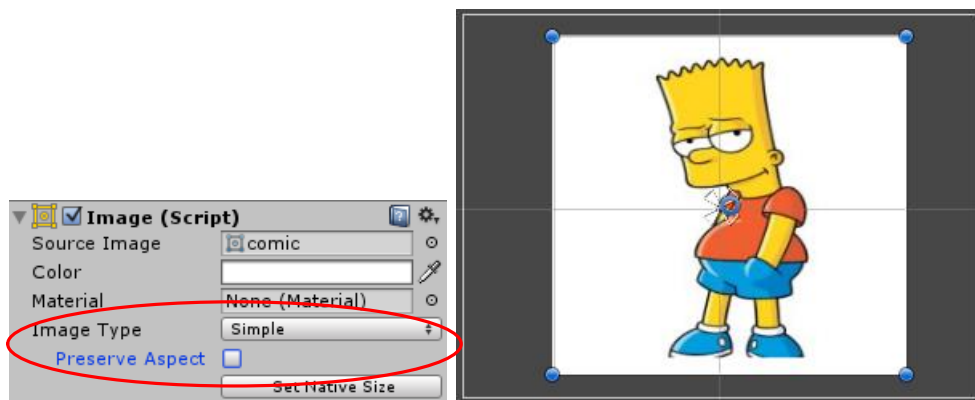 Image (Script)
Source Image comic
Color
Material None (Material)
Image Type Simple
Preserve Aspect
Set Native Size